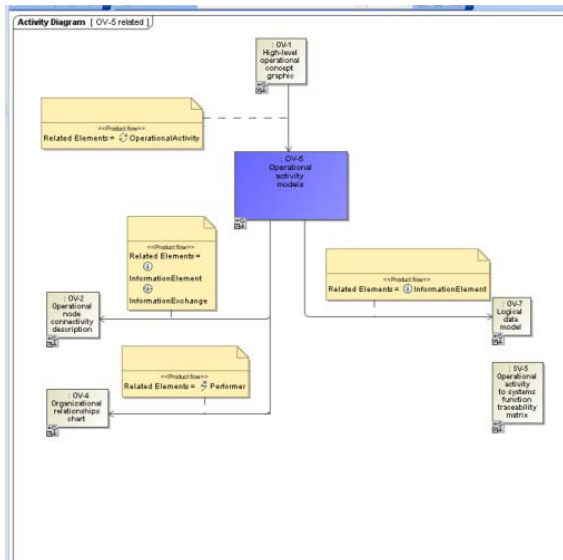 Activity Diagram [ OV-5 related ]
: OV-1
High-level
operational
concept
graphic
<<Product flow>>
Related Elements = OperationalActivity
: OV-5
Operational
activity
models
<<Product flow>>
Related Elements =
InformationElement
InformationExchange
<<Product flow>>
Related Elements = InformationElement
: OV-2
Operational
node
connectivity
description
: OV-7
Logical
data
model
<<Product flow>>
Related Elements = Performer
: SV-5
Operational
activity
to systems
function
traceability
matrix
: OV-4
Organizational
relationships
chart